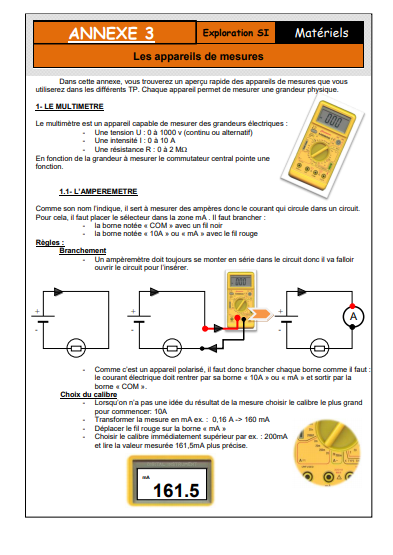 ANNEXE 3
Exploration SI
Matériels
Les appareils de mesures
Dans cette annexe, vous trouverez un aperçu rapide des appareils de mesures que vous
utiliserez dans les différents TP. Chaque appareil permet de mesurer une grandeur physique.
1- LE MULTIMETRE
Le multimètre est un appareil capable de mesurer des grandeurs électriques :
- Une tension U : 0 à 1000 v (continu ou alternatif)
- Une intensité I : 0 à 10 A
- Une résistance R : 0 à 2 MΩ
En fonction de la grandeur à mesurer le commutateur central pointe une
fonction.
1.1- L'AMPEREMETRE
Comme son nom l'indique, il sert à mesurer des ampères donc le courant qui circule dans un circuit.
Pour cela, il faut placer le sélecteur dans la zone mA . Il faut brancher :
- la borne notée « COM » avec un fil noir
- la borne notée « 10A » ou « mA » avec le fil rouge
Règles :
Branchement
- Un ampèremètre doit toujours se monter en série dans le circuit donc il va falloir
ouvrir le circuit pour l'insérer.
+
-
+
-
+
-
A
- Comme c'est un appareil polarisé, il faut donc brancher chaque borne comme il faut :
le courant électrique doit rentrer par sa borne « 10A » ou « mA » et sortir par la
borne « COM ».
Choix du calibre
- Lorsqu'on n'a pas une idée du résultat de la mesure choisir le calibre le plus grand
pour commencer: 10A
- Transformer la mesure en mA ex. : 0,16 A -> 160 mA
- Déplacer le fil rouge sur la borne « mA »
- Choisir le calibre immédiatement supérieur par ex. : 200mA
et lire la valeur mesurée 161,5mA plus précise.
mA
161.5